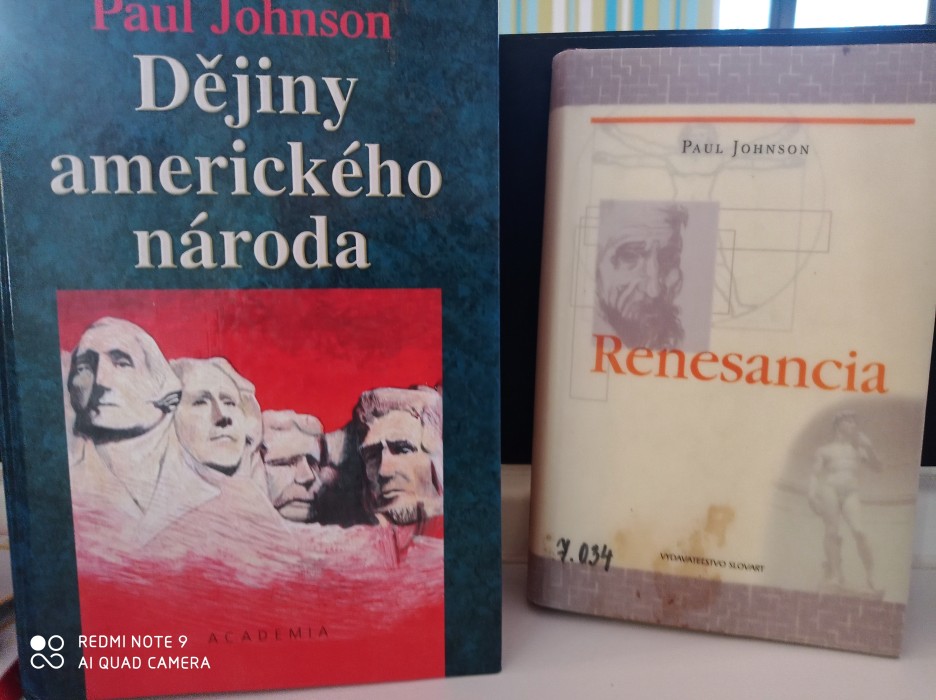 Paul Johnson
Dějiny
amerického
národa
ACADEMIA
PAUL JOHNSON
Renesancia
7.034
VYDAVATEĽSTVO SLOVART
REDMI NOTE 9
AI QUAD CAMERA